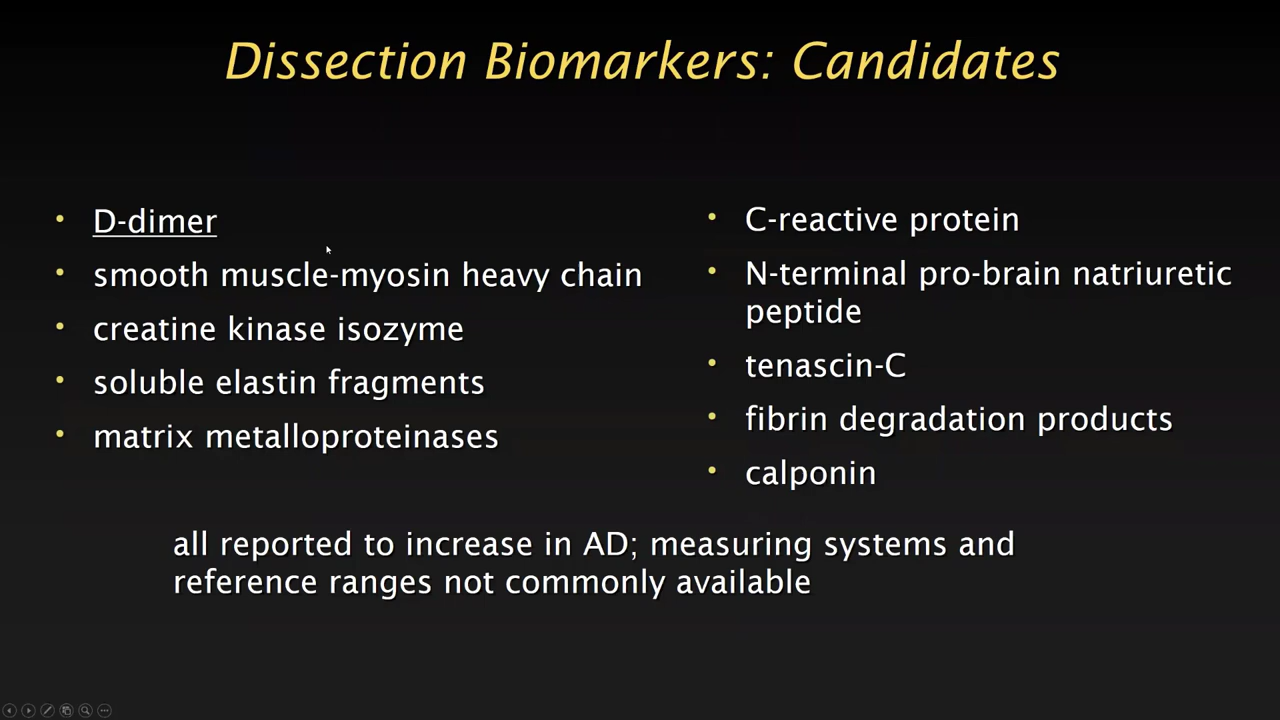 Dissection Biomarkers: Candidates
• D-dimer
• smooth muscle-myosin heavy chain
• creatine kinase isozyme
• soluble elastin fragments
• matrix metalloproteinases
• C-reactive protein
• N-terminal pro-brain natriuretic
peptide
• tenascin-C
• fibrin degradation products
• calponin
all reported to increase in AD; measuring systems and
reference ranges not commonly available